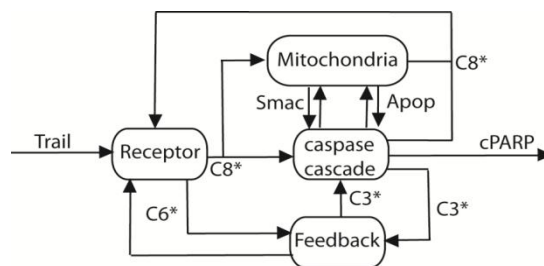 Mitochondria
C8*
Smac
Apop
Trail
Receptor
C8*
caspase
cascade
cPARP
C6*
C3*
C3*
Feedback